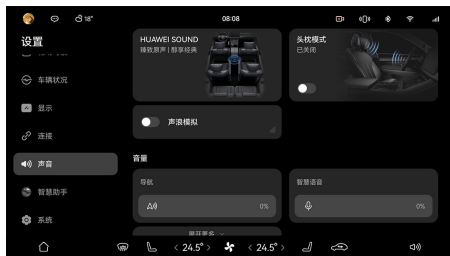 18°
08:08
设置
车辆状况
显示
连接
声音
智慧助手
系统
HUAWEI SOUND
臻致原声 | 醇享经典
头枕模式
已关闭
声浪模拟
音量
导航
0%
智慧语音
0%
展开更多
< 24.5° >
< 24.5° >